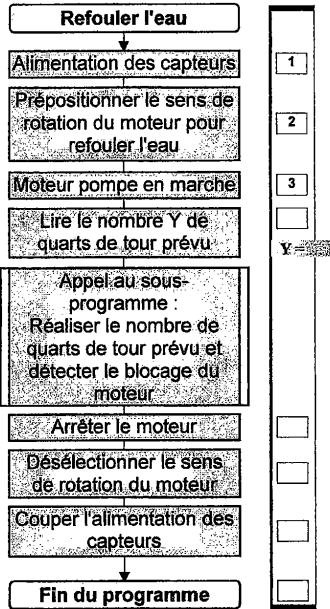 Refouler l'eau
Alimentation des capteurs
1
Prépositionner le sens de
rotation du moteur pour
refouler l'eau
2
Moteur pompe en marche
3
Lire le nombre Y de
quarts de tour prévu
Y=
Appel au sous-
programme :
Réaliser le nombre de
quarts de tour prévu et
détecter le blocage du
moteur
Arrêter le moteur
Désélectionner le sens
de rotation du moteur
Couper l'alimentation des
capteurs
Fin du programme